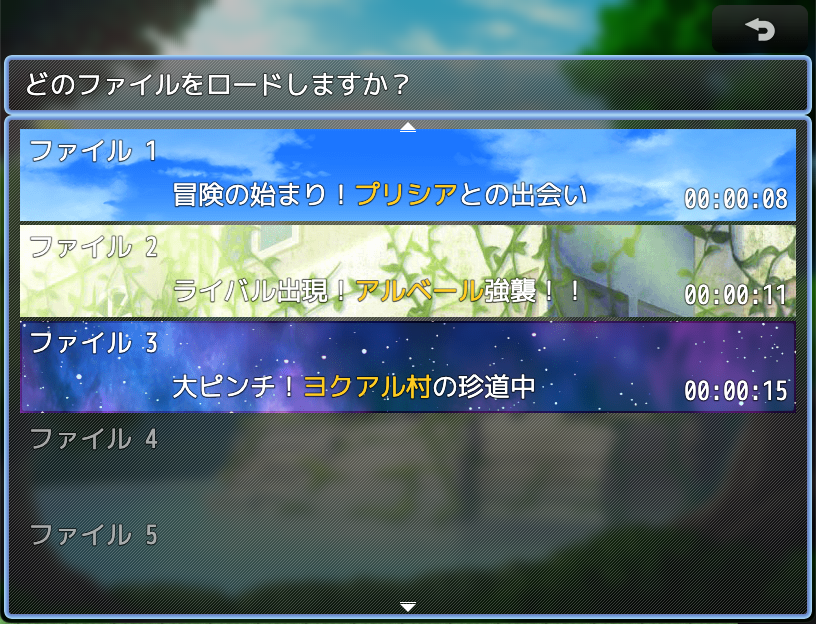 どのファイルをロードしますか？
ファイル 1
冒険の始まり！プリシアとの出会い 00:00:08
ファイル 2
ライバル出現！アルベール強襲！！ 00:00:11
ファイル 3
大ピンチ！ヨクアル村の珍道中 00:00:15
ファイル 4
ファイル 5